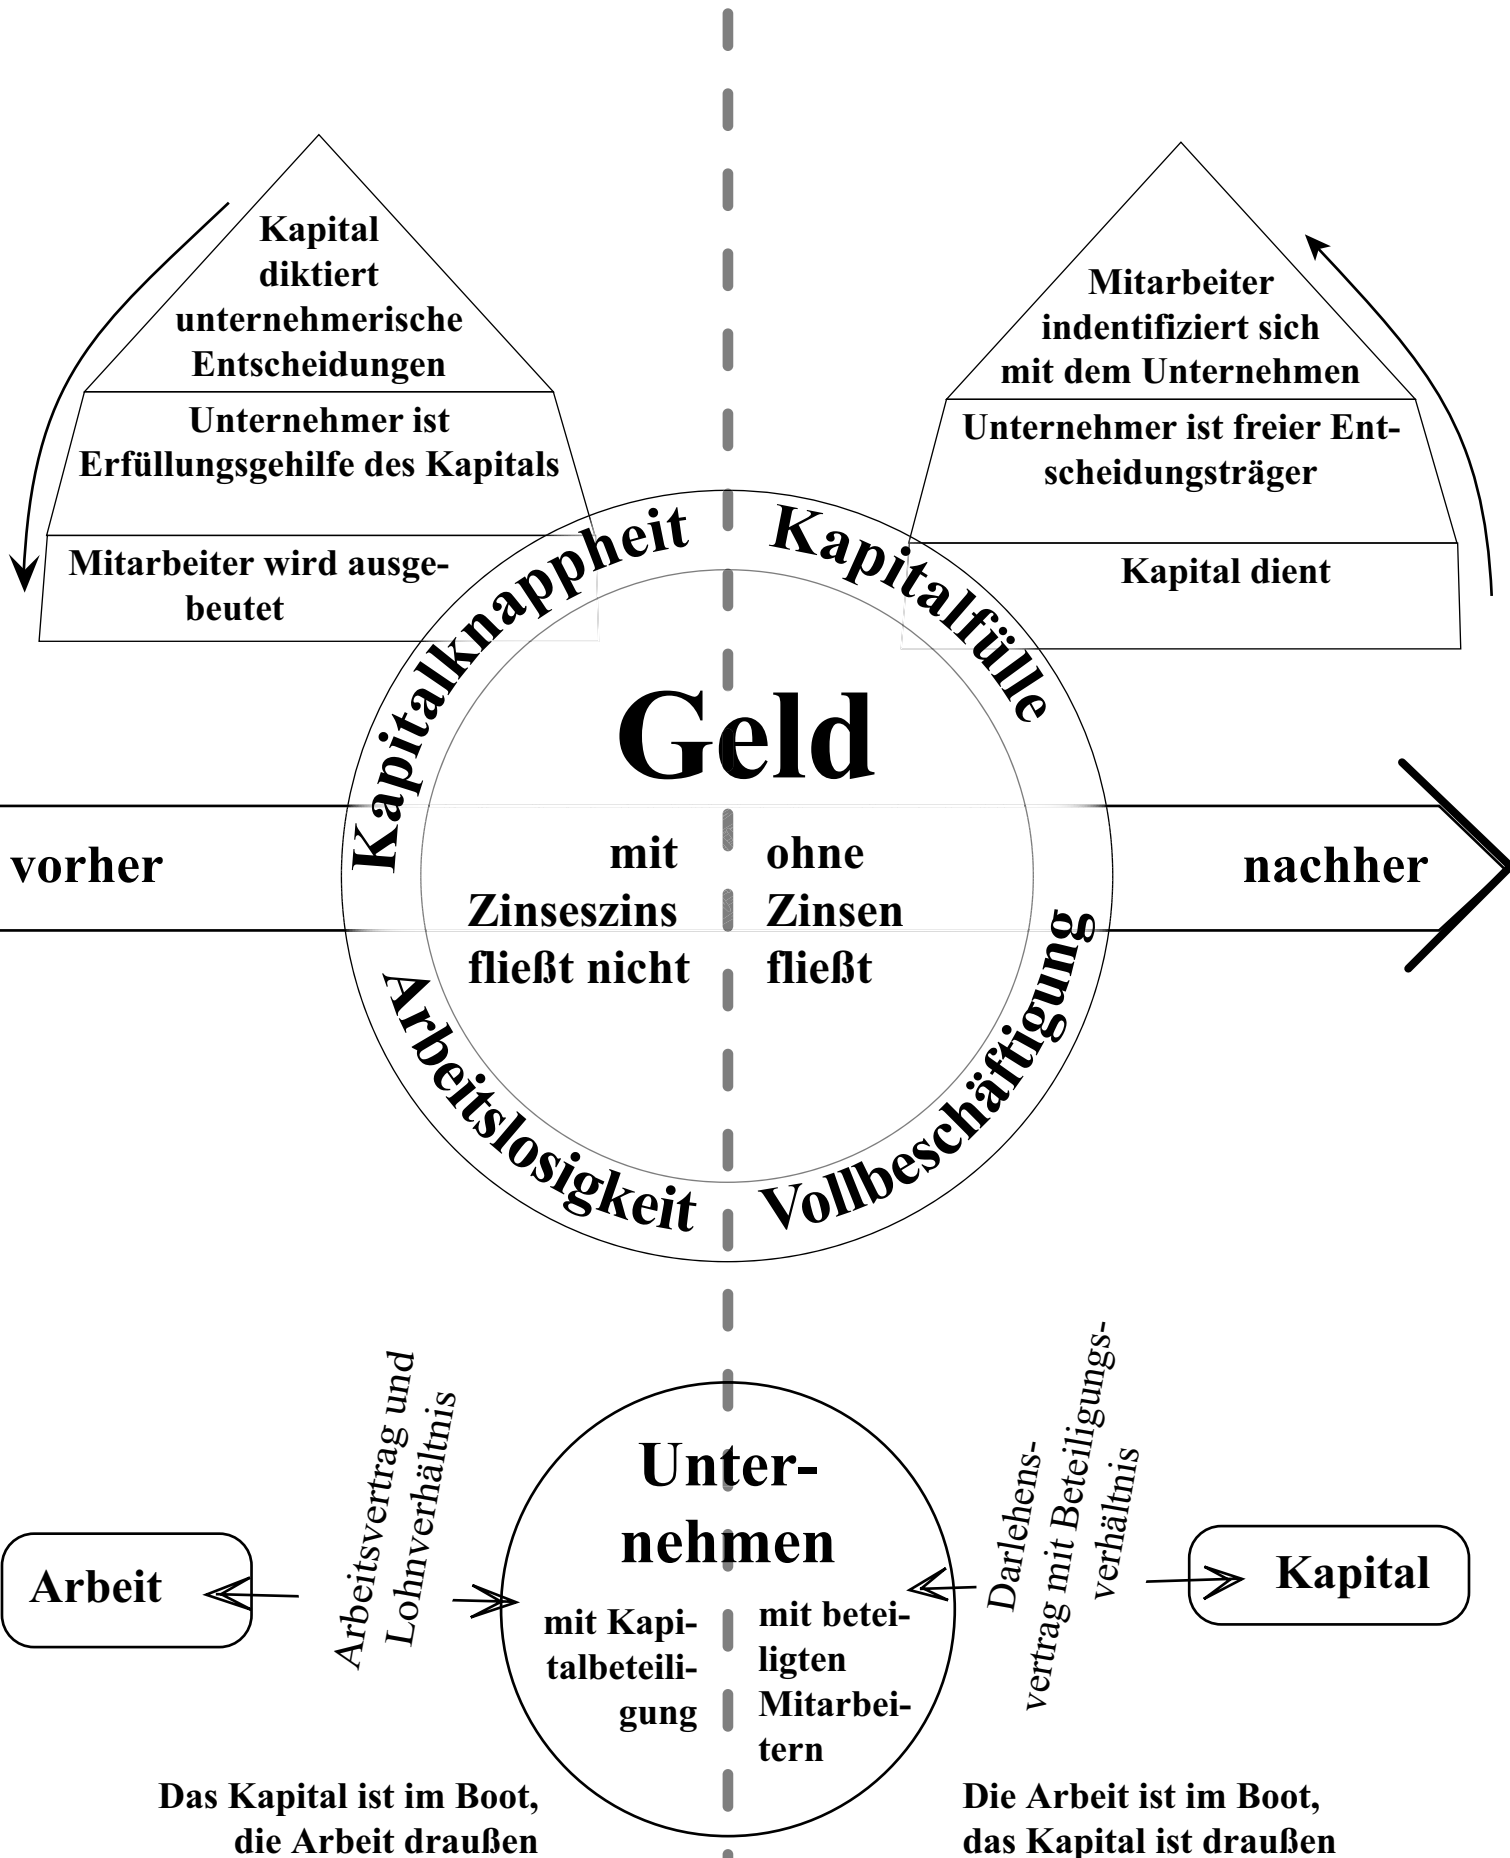 Kapital
diktiert
unternehmerische
Entscheidungen
Unternehmer ist
Erfüllungsgehilfe des Kapitals
Mitarbeiter wird ausge-
beutet
Mitarbeiter
indentifiziert sich
mit dem Unternehmen
Unternehmer ist freier Ent-
scheidungsträger
Kapital dient
Kapitalknappheit
Kapitalfülle
Geld
vorher
mit
Zinseszins
fließt nicht
ohne
Zinsen
fließt
nachher
Arbeitslosigkeit
Vollbeschäftigung
Arbeit
Arbeitsvertrag und
Lohnverhältnis
Unter-
nehmen
mit Kapi-
talbeteili-
gung
mit betei-
ligten
Mitarbei-
tern
Darlehens-
vertrag mit Beteiligungs-
verhältnis
Kapital
Das Kapital ist im Boot,
die Arbeit draußen
Die Arbeit ist im Boot,
das Kapital ist draußen